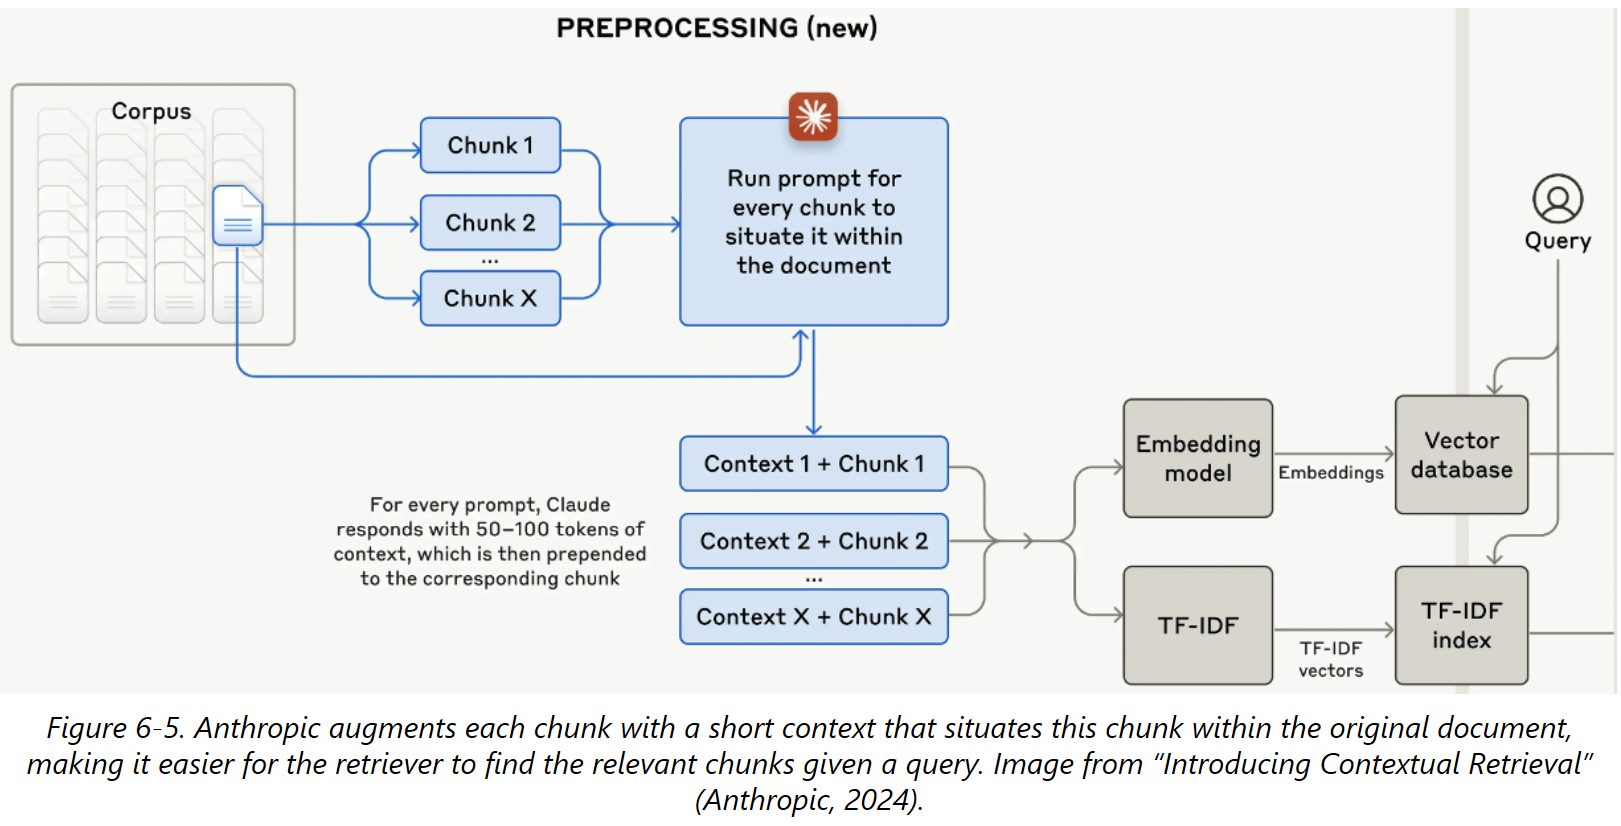 PREPROCESSING (new)
Corpus
Chunk 1
Chunk 2
...
Chunk X
Run prompt for
every chunk to
situate it within
the document
Query
For every prompt, Claude
responds with 50–100 tokens of
context, which is then prepended
to the corresponding chunk
Context 1 + Chunk 1
Context 2 + Chunk 2
...
Context X + Chunk X
Embedding
model
Embeddings
Vector
database
TF-IDF
TF-IDF
vectors
TF-IDF
index
Figure 6-5. Anthropic augments each chunk with a short context that situates this chunk within the original document,
making it easier for the retriever to find the relevant chunks given a query. Image from “Introducing Contextual Retrieval”
(Anthropic, 2024).